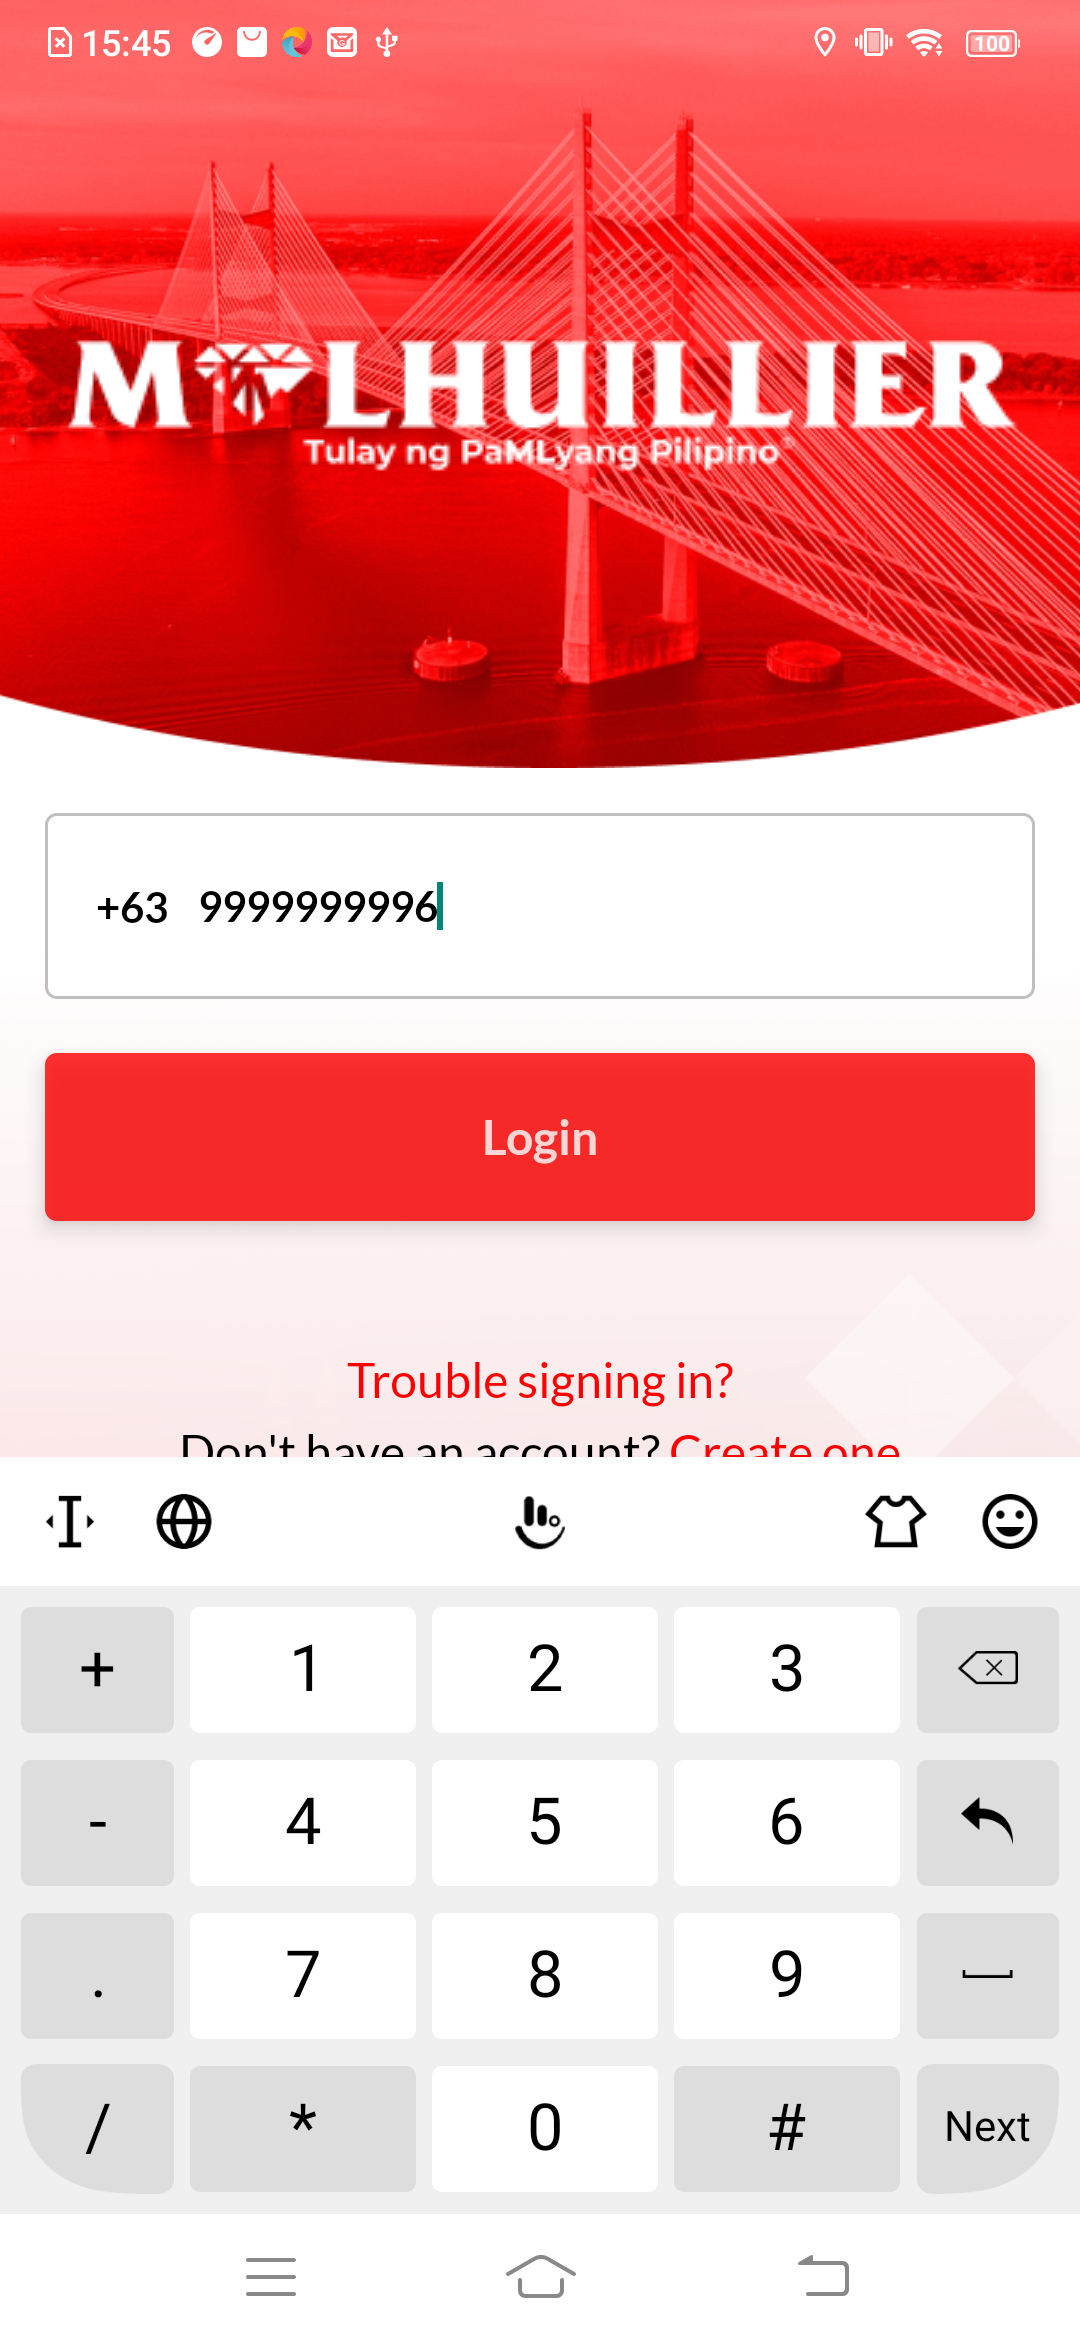 15:45
100
M LHUILLIER
Tulay ng PaMLyang Pilipino®
+63 9999999996
Login
Trouble signing in?
Don't have an account? Create one
+ 1 2 3
- 4 5 6
. 7 8 9
/ * 0 # Next